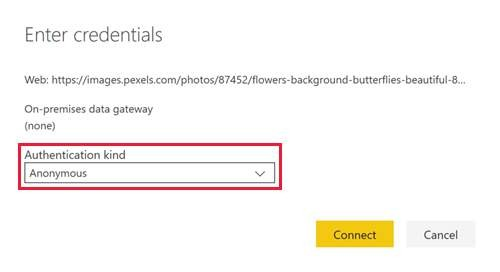 Enter credentials
Web: https://images.pexels.com/photos/87452/flowers-background-butterflies-beautiful-8...
On-premises data gateway
(none)
Authentication kind
Anonymous
Connect Cancel